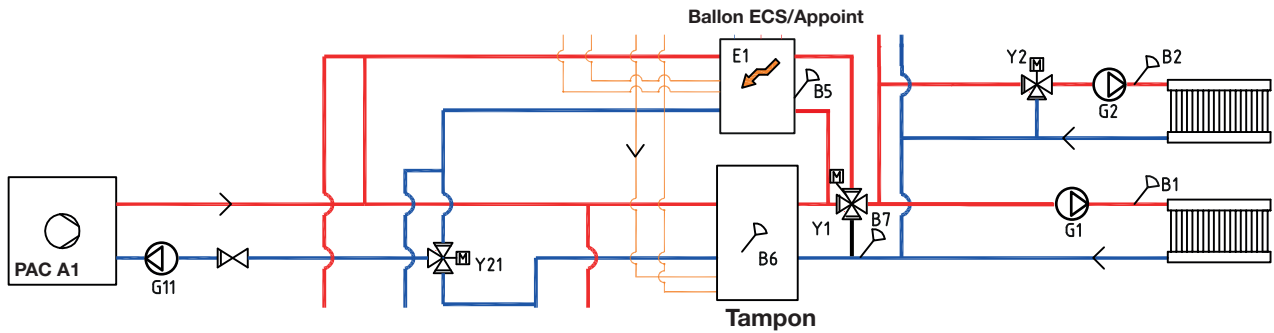 Ballon ECS/Appoint
E1
B5
Y2
M
B2
G2
PAC A1
G11
M
Y21
M
Y1
B7
B6
G1
B1
Tampon